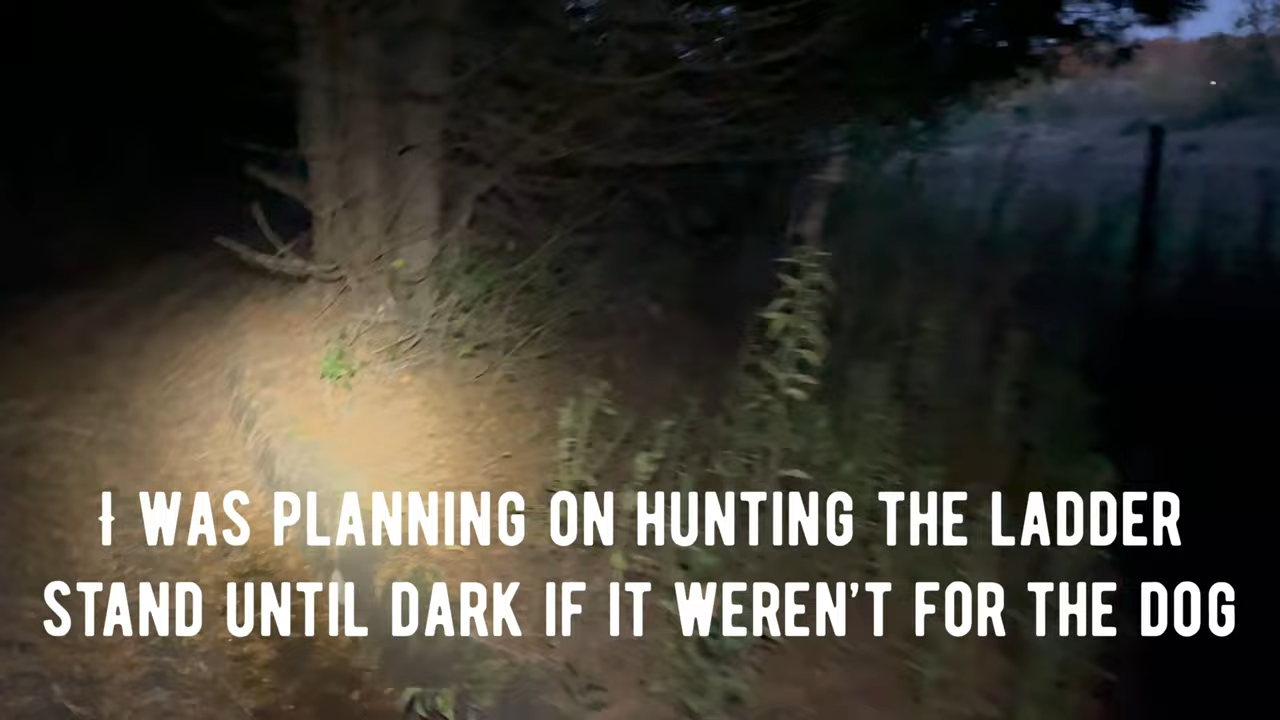 I WAS PLANNING ON HUNTING THE LADDER
STAND UNTIL DARK IF IT WEREN'T FOR THE DOG